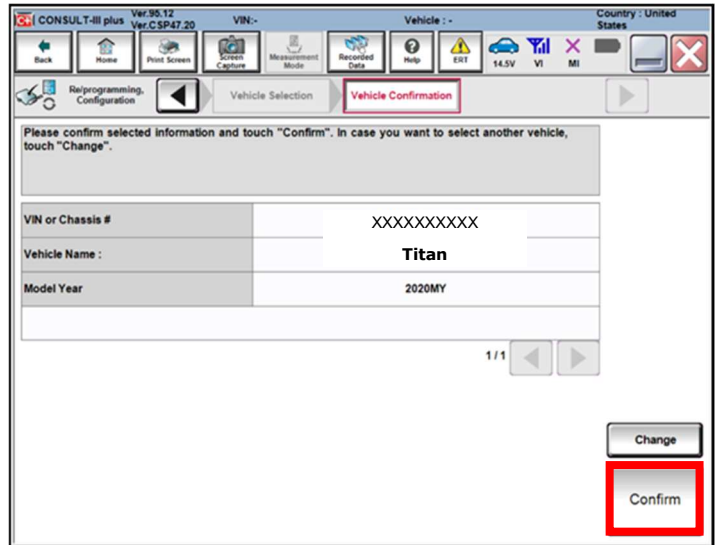 CONSULT-III plus Ver.95.12 VIN:- Vehicle : - Country : United
Ver.CSP47.20 States
Back Home Print Screen Screen Capture Measurement Mode Recorded Data Help ERT 14.5V VI MI
Re/programming, Configuration Vehicle Selection Vehicle Confirmation
Please confirm selected information and touch "Confirm". In case you want to select another vehicle,
touch "Change".
VIN or Chassis # XXXXXXXXXX
Vehicle Name : Titan
Model Year 2020MY
1/1
Change
Confirm